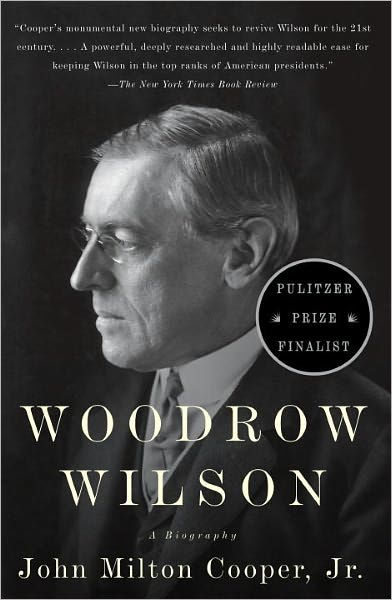 “Cooper’s monumental new biography seeks to revive Wilson for the 21st
century. . . . A powerful, deeply researched and highly readable case for
keeping Wilson in the top ranks of American presidents.”
—The New York Times Book Review
PULITZER
PRIZE
FINALIST
WOODROW
WILSON
A Biography
John Milton Cooper, Jr.